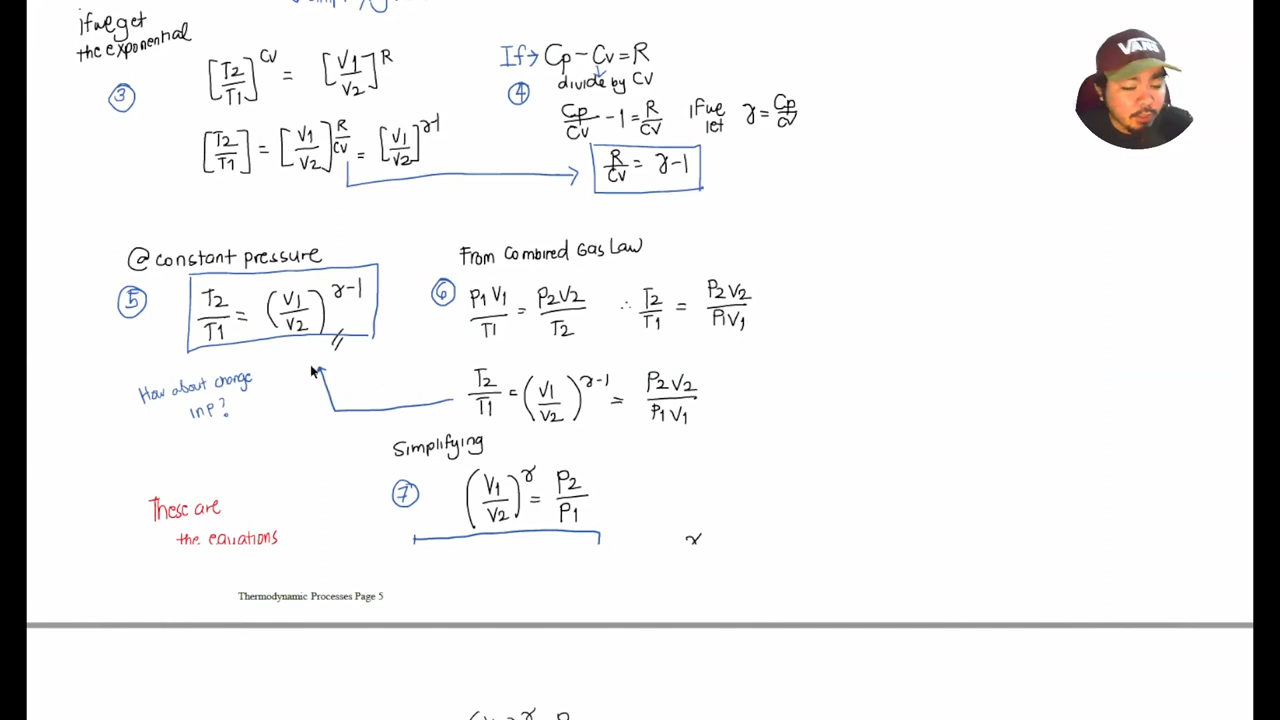 if we get
the exponential
③ [T2/T1]^Cv = [V1/V2]^R
[T2/T1] = [V1/V2]^(R/Cv) = [V1/V2]^(γ-1)
If → Cp - Cv = R
divide by Cv
④ Cp/Cv - 1 = R/Cv if we let γ = Cp/Cv
R/Cv = γ-1
@ constant pressure
⑤ T2/T1 = (V1/V2)^(γ-1)
How about change
in P?
From Combined Gas Law
⑥ P1V1/T1 = P2V2/T2 ∴ T2/T1 = P2V2/P1V1
T2/T1 = (V1/V2)^(γ-1) = P2V2/P1V1
Simplifying
⑦ (V1/V2)^γ = P2/P1
These are
the equations
γ
Thermodynamic Processes Page 5
VANS